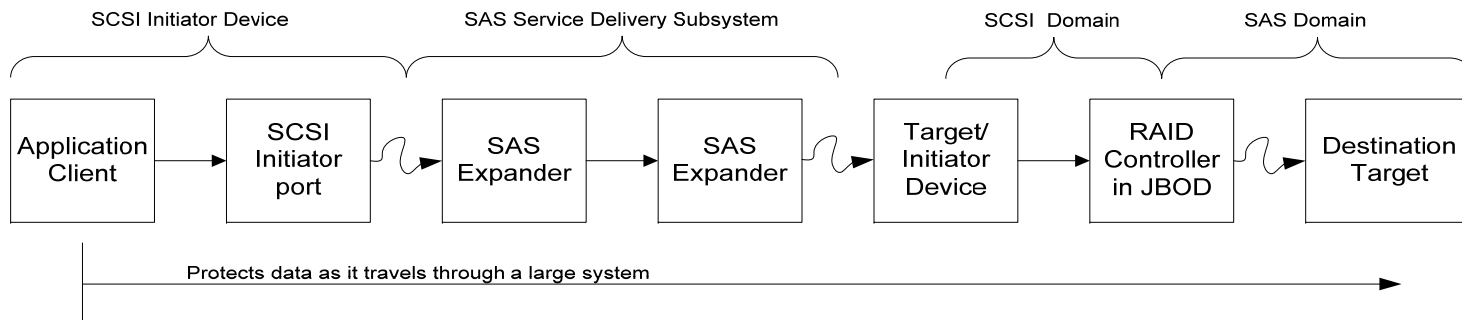 SCSI Initiator Device
SAS Service Delivery Subsystem
SCSI Domain
SAS Domain
Application
Client
SCSI
Initiator
port
SAS
Expander
SAS
Expander
Target/
Initiator
Device
RAID
Controller
in JBOD
Destination
Target
Protects data as it travels through a large system